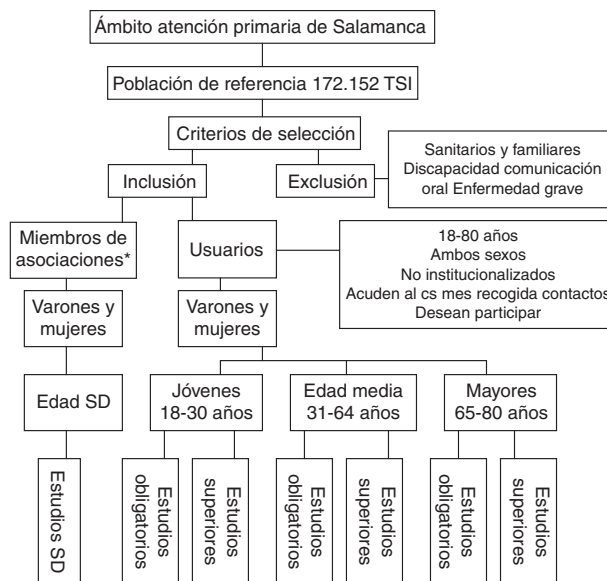 Ámbito atención primaria de Salamanca
Población de referencia 172.152 TSI
Criterios de selección
Inclusión
Exclusión
Sanitarios y familiares
Discapacidad comunicación
oral Enfermedad grave
Miembros de
asociaciones*
Usuarios
18-80 años
Ambos sexos
No institucionalizados
Acuden al cs mes recogida contactos
Desean participar
Varones y
mujeres
Varones y
mujeres
Edad SD
Jóvenes
18-30 años
Edad media
31-64 años
Mayores
65-80 años
Estudios SD
Estudios
obligatorios
Estudios
superiores
Estudios
obligatorios
Estudios
superiores
Estudios
obligatorios
Estudios
superiores